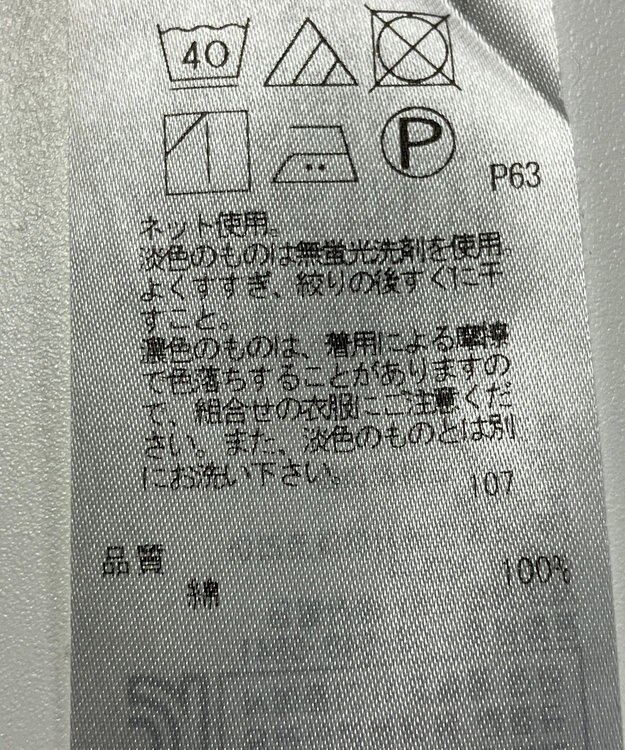 40
P
P63
ネット使用。
淡色のものは無蛍光洗剤を使用。
よくすすぎ、絞りの後すぐに干
すこと。
濃色のものは、着用による摩擦
で色落ちすることがありますの
で、組合せの衣服にご注意くだ
さい。また、淡色のものとは別
にお洗い下さい。
107
品質
綿 100%